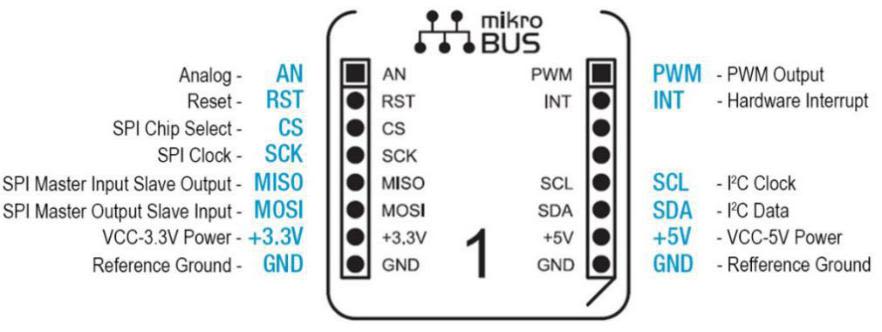 mikro
BUS
Analog - AN AN PWM PWM - PWM Output
Reset - RST RST INT INT - Hardware Interrupt
SPI Chip Select - CS CS
SPI Clock - SCK SCK
SPI Master Input Slave Output - MISO MISO SCL SCL - I²C Clock
SPI Master Output Slave Input - MOSI MOSI SDA SDA - I²C Data
VCC-3.3V Power - +3.3V +3.3V 1 +5V +5V - VCC-5V Power
Reference Ground - GND GND GND GND - Refference Ground